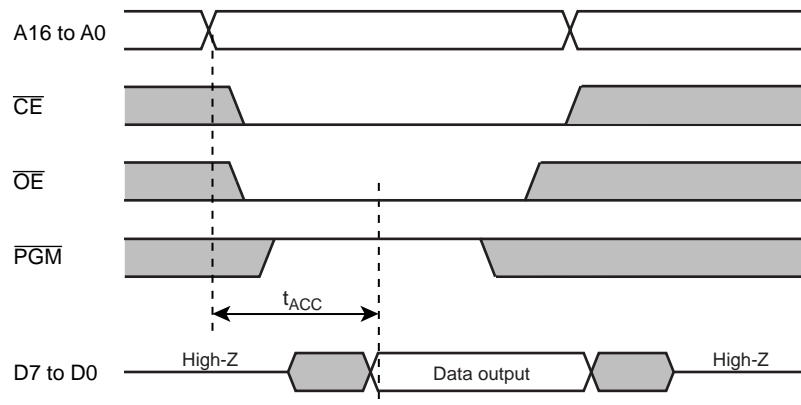 A16 to A0
CE
OE
PGM
tACC
D7 to D0
High-Z
Data output
High-Z